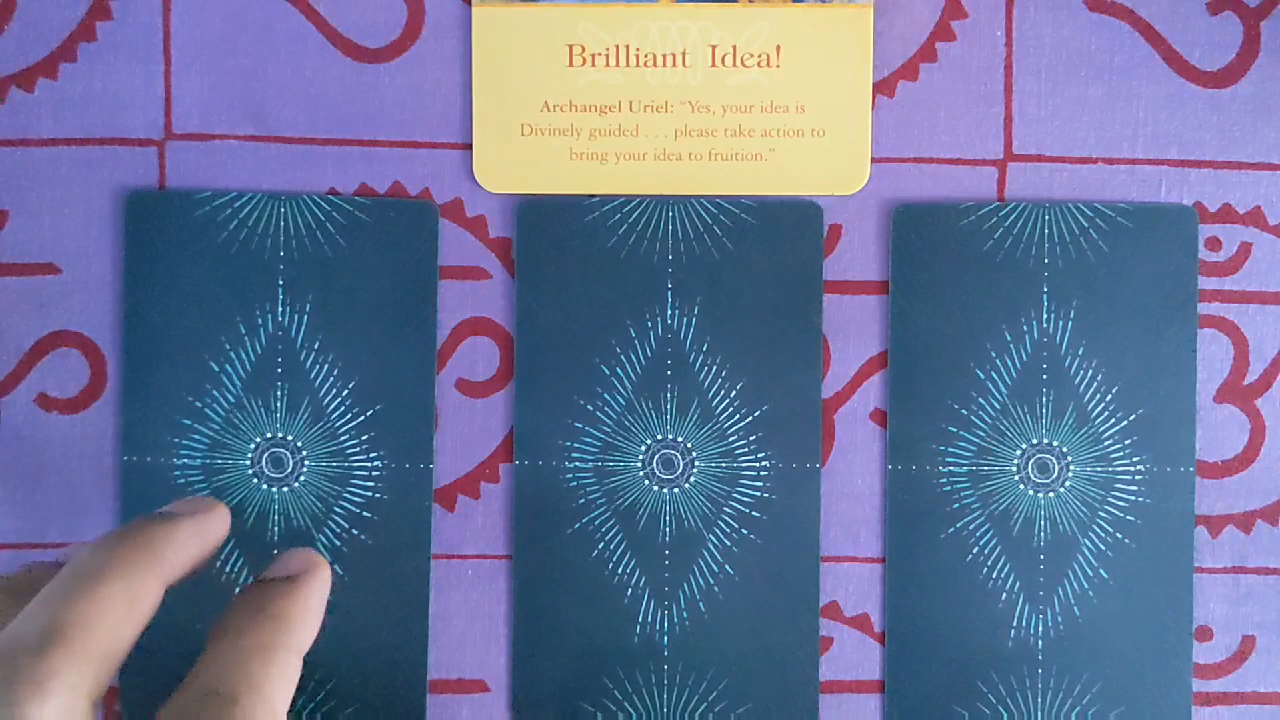 Brilliant Idea!
Archangel Uriel: “Yes, your idea is
Divinely guided . . . please take action to
bring your idea to fruition.”